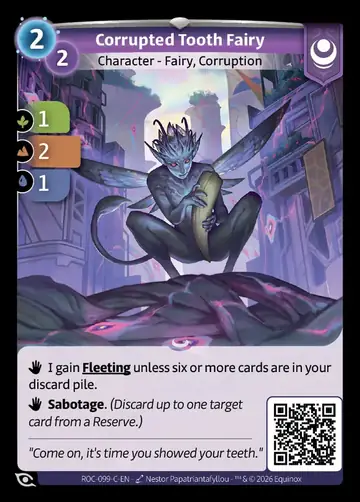 2
Corrupted Tooth Fairy
2
Character - Fairy, Corruption
1
2
1
I gain Fleeting unless six or more cards are in your
discard pile.
Sabotage. (Discard up to one target
card from a Reserve.)
"Come on, it's time you showed your teeth."
ROC-099-C-EN - Nestor Papatriantafyllou - ™ & © 2026 Equinox